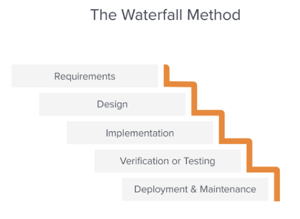 The Waterfall Method
Requirements
Design
Implementation
Verification or Testing
Deployment & Maintenance